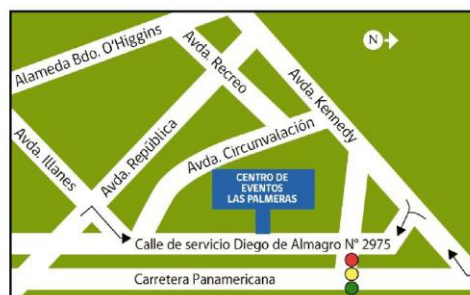 Alameda Bdo. O'Higgins
Avda. Recreo
N
Avda. Kennedy
Avda. Illanes
Avda. República
Avda. Circunvalación
CENTRO DE
EVENTOS
LAS PALMERAS
Calle de servicio Diego de Almagro N° 2975
Carretera Panamericana